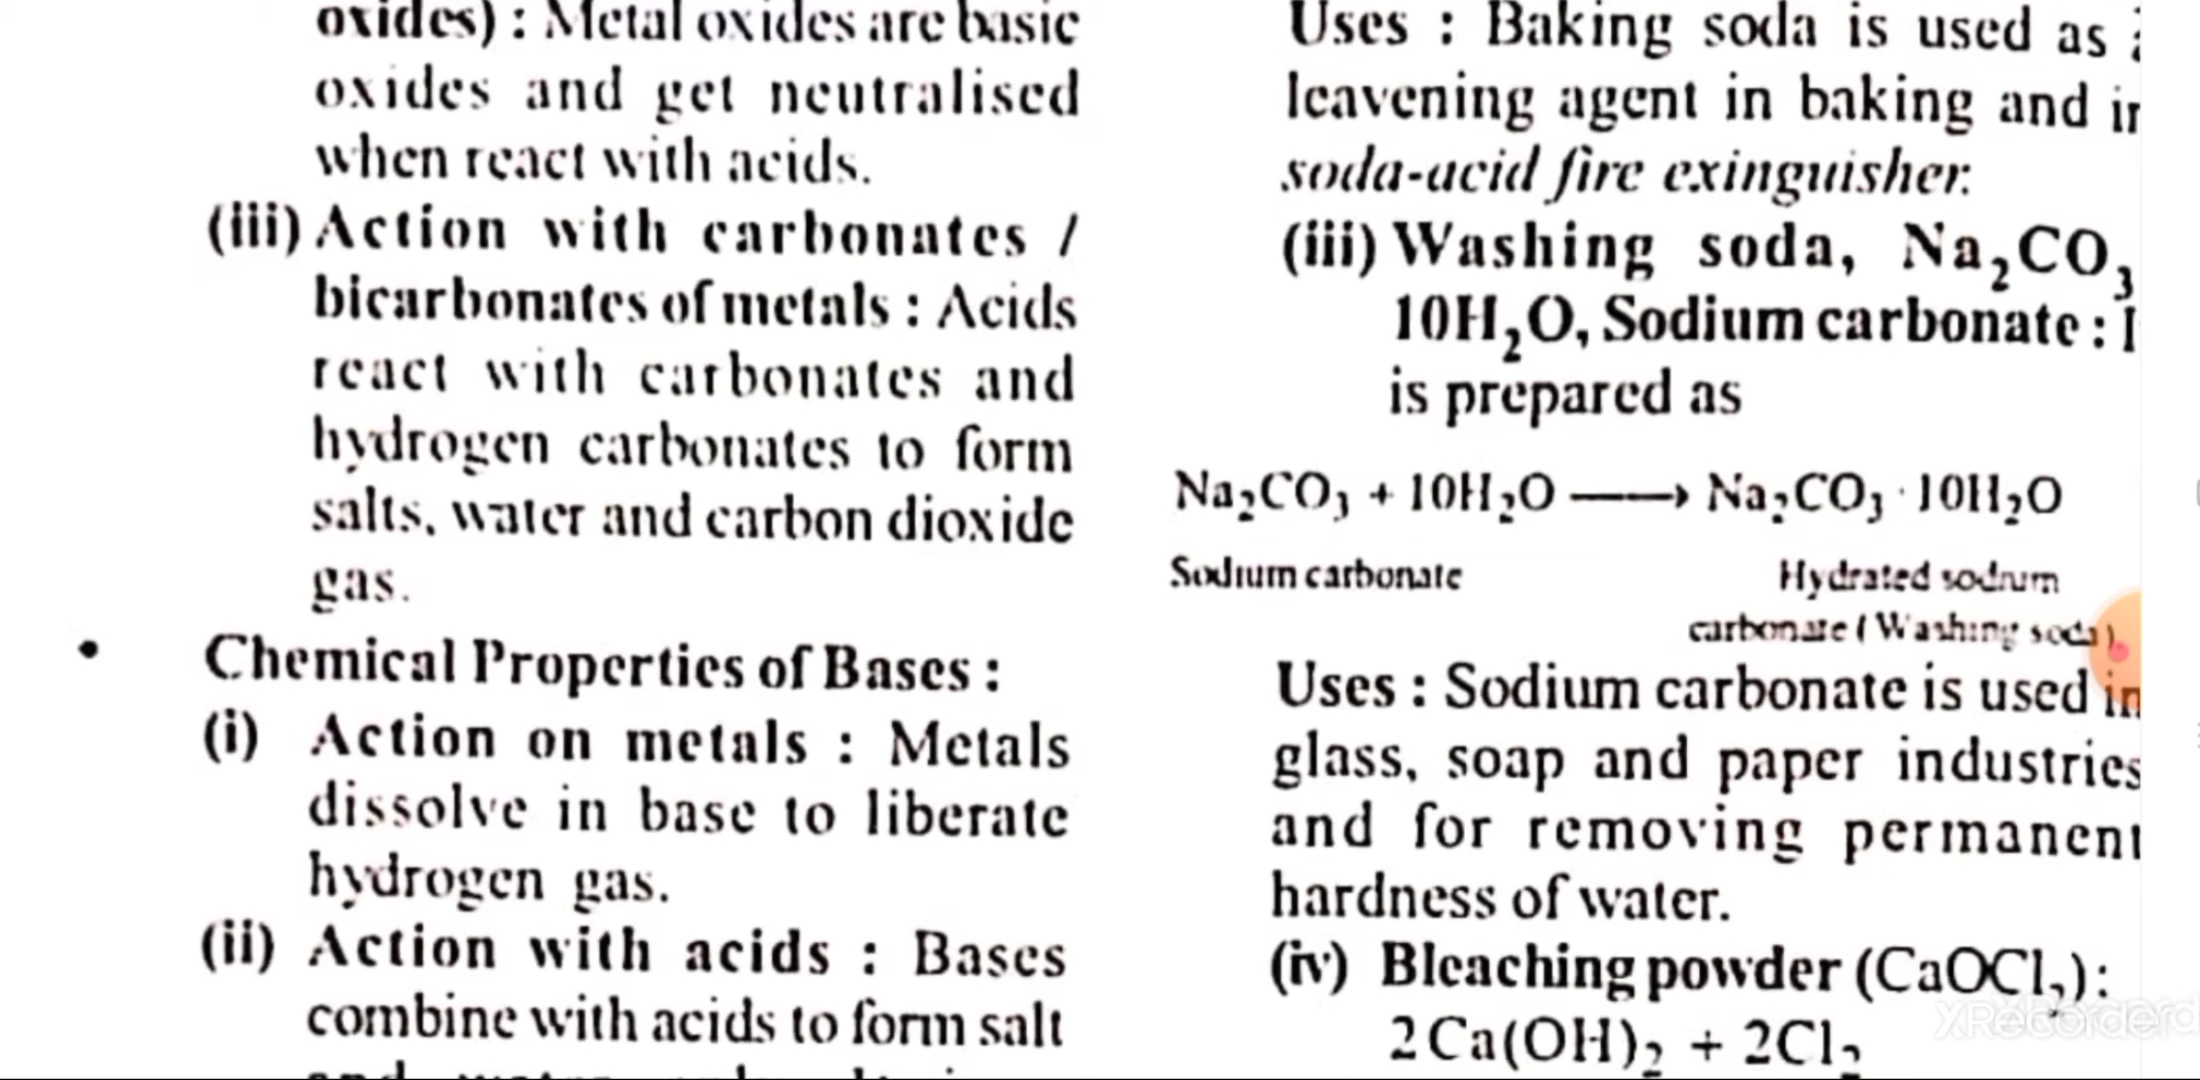 oxides) : Metal oxides are basic
oxides and get neutralised
when react with acids.
(iii) Action with carbonates /
bicarbonates of metals : Acids
react with carbonates and
hydrogen carbonates to form
salts, water and carbon dioxide
gas.
• Chemical Properties of Bases :
(i) Action on metals : Metals
dissolve in base to liberate
hydrogen gas.
(ii) Action with acids : Bases
combine with acids to form salt
Uses : Baking soda is used as
leavening agent in baking and in
soda-acid fire exinguisher.
(iii) Washing soda, Na₂CO₃
10H₂O, Sodium carbonate : I
is prepared as
Na₂CO₃ + 10H₂O ⟶ Na₂CO₃ · 10H₂O
Sodium carbonate Hydrated sodium
carbonate (Washing soda)
Uses : Sodium carbonate is used in
glass, soap and paper industries
and for removing permanent
hardness of water.
(iv) Bleaching powder (CaOCl₂) :
2Ca(OH)₂ + 2Cl₂
XRecorder